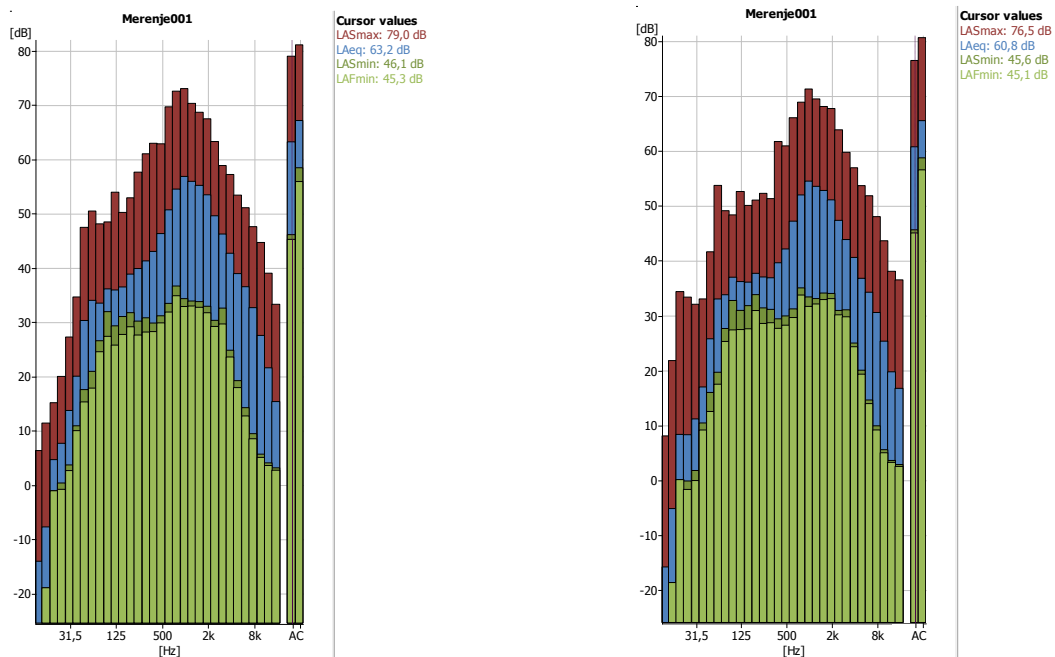 Merenje001
[dB]
80
70
60
50
40
30
20
10
0
-10
-20
31,5
125
500
2k
8k
AC
[Hz]
Cursor values
LASmax: 79,0 dB
LAeq: 63,2 dB
LASmin: 46,1 dB
LAFmin: 45,3 dB
Merenje001
[dB]
80
70
60
50
40
30
20
10
0
-10
-20
31,5
125
500
2k
8k
AC
[Hz]
Cursor values
LASmax: 76,5 dB
LAeq: 60,8 dB
LASmin: 45,6 dB
LAFmin: 45,1 dB